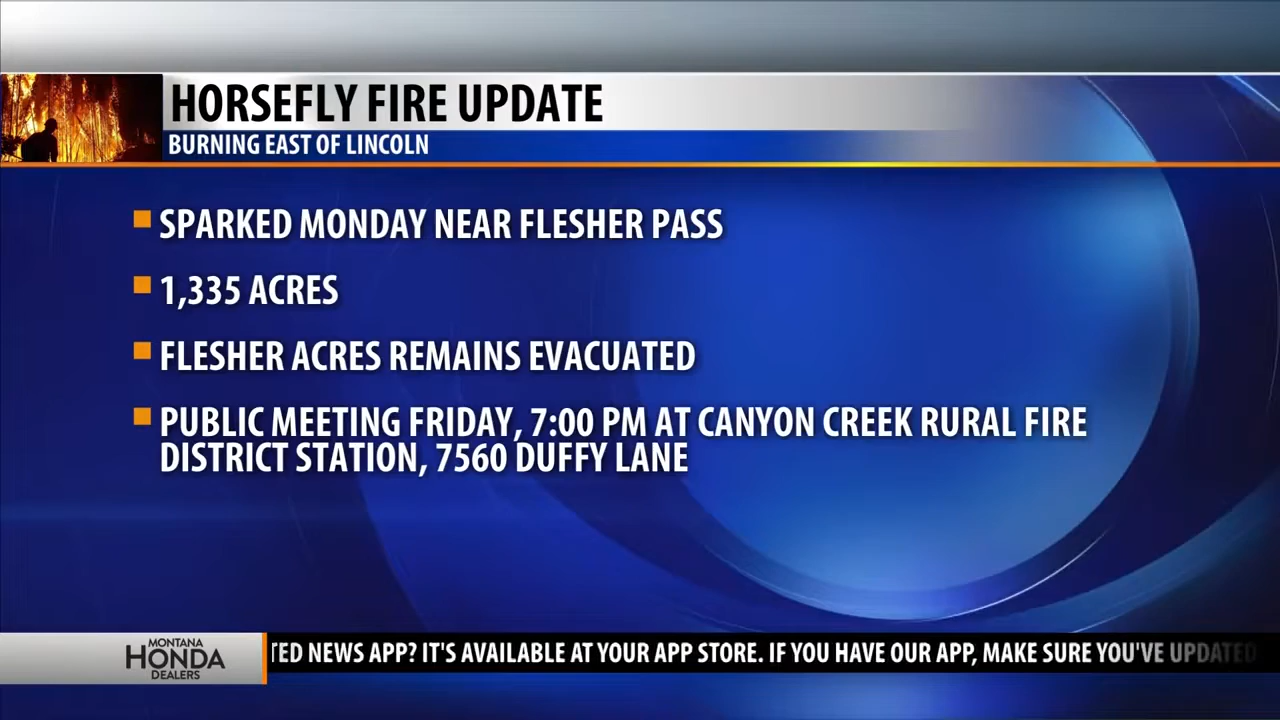 HORSEFLY FIRE UPDATE
BURNING EAST OF LINCOLN
SPARKED MONDAY NEAR FLESHER PASS
1,335 ACRES
FLESHER ACRES REMAINS EVACUATED
PUBLIC MEETING FRIDAY, 7:00 PM AT CANYON CREEK RURAL FIRE
DISTRICT STATION, 7560 DUFFY LANE
MONTANA
HONDA
DEALERS
TED NEWS APP? IT'S AVAILABLE AT YOUR APP STORE. IF YOU HAVE OUR APP, MAKE SURE YOU'VE UPDATED